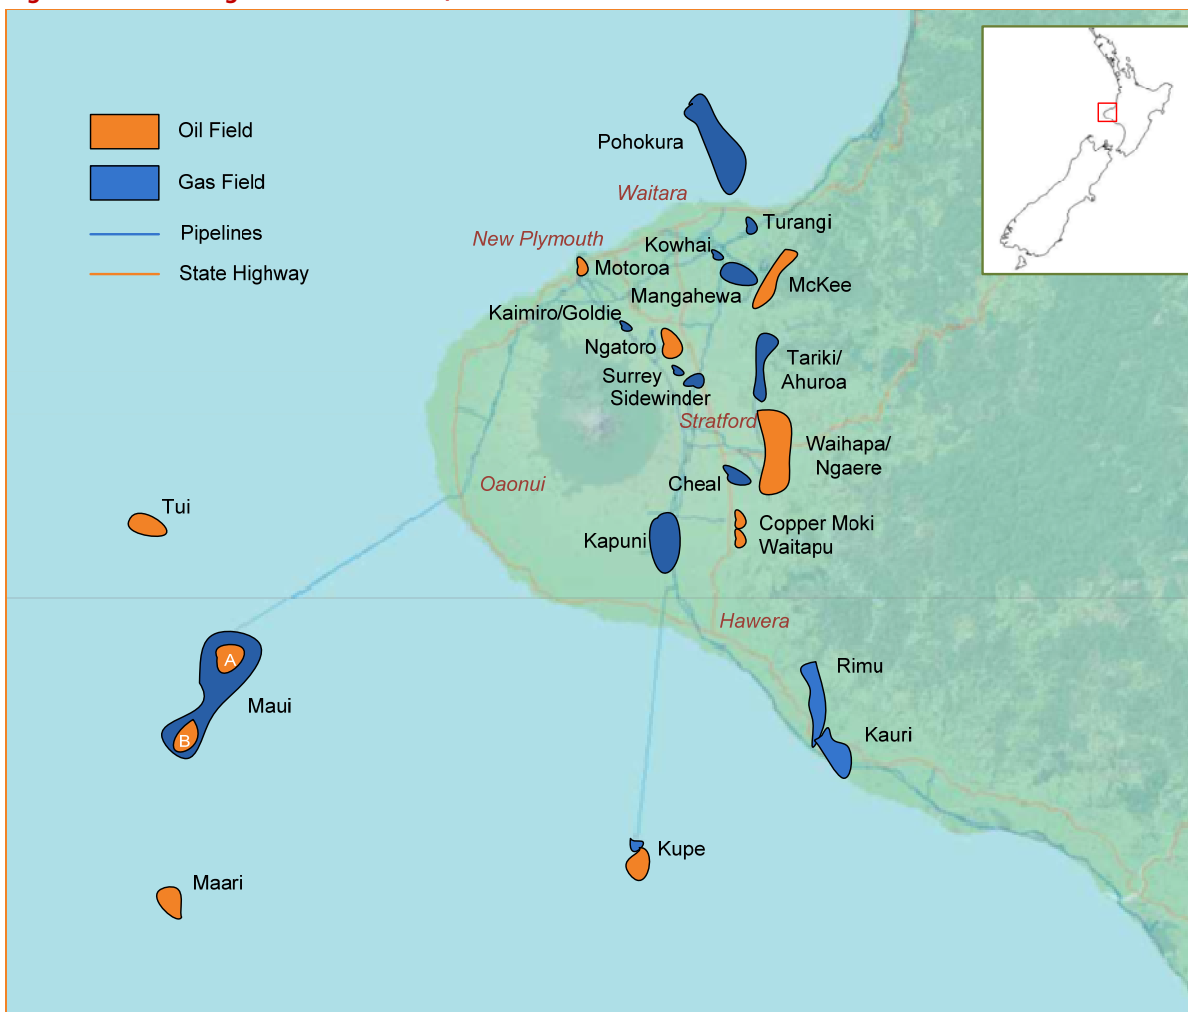 Oil Field
Gas Field
Pipelines
State Highway
Pohokura
Waitara
Turangi
New Plymouth
Kowhai
Motoroa
Mangahewa
McKee
Kaimiro/Goldie
Ngatoro
Tariki/
Ahuroa
Surrey
Sidewinder
Stratford
Waihapa/
Ngaere
Cheal
Oaonui
Tui
Copper Moki
Waitapu
Kapuni
Hawera
A
Rimu
Maui
B
Kauri
Kupe
Maari